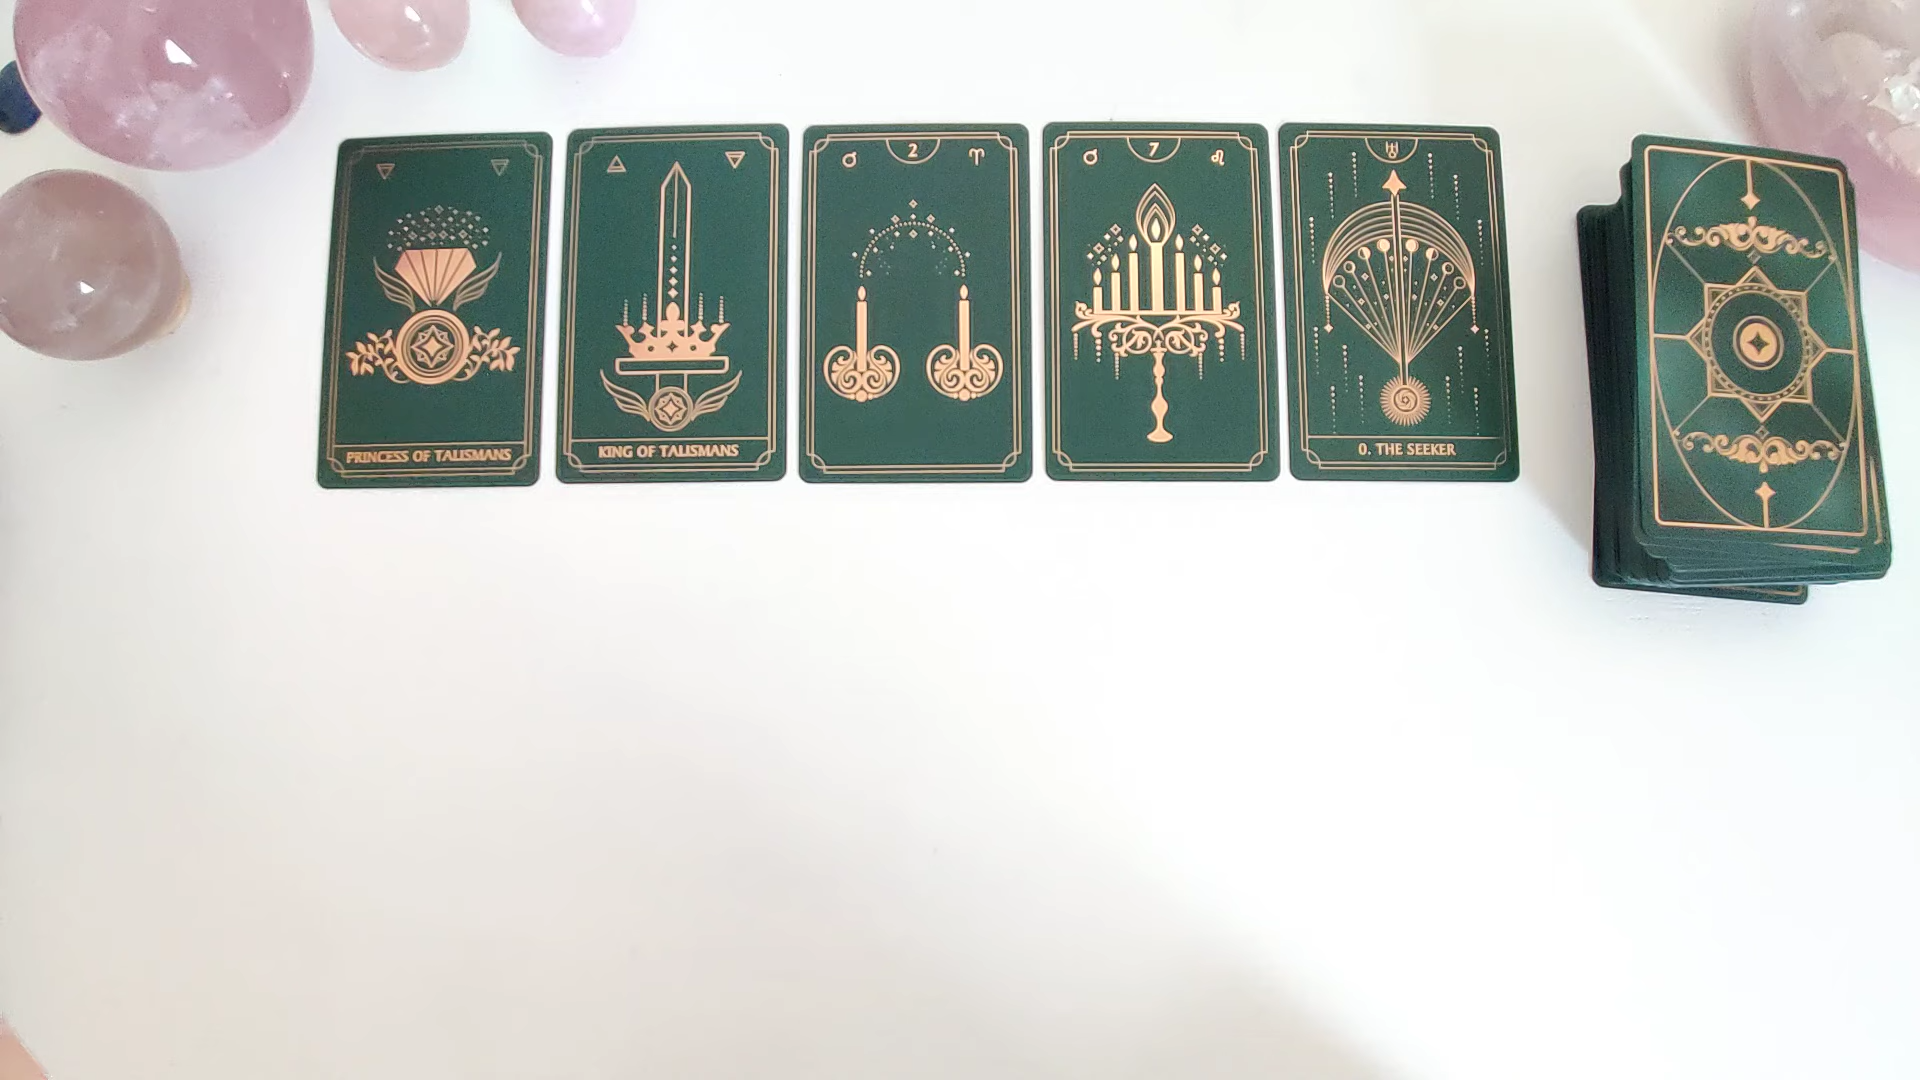 PRINCESS OF TALISMANS
KING OF TALISMANS
2
7
0. THE SEEKER